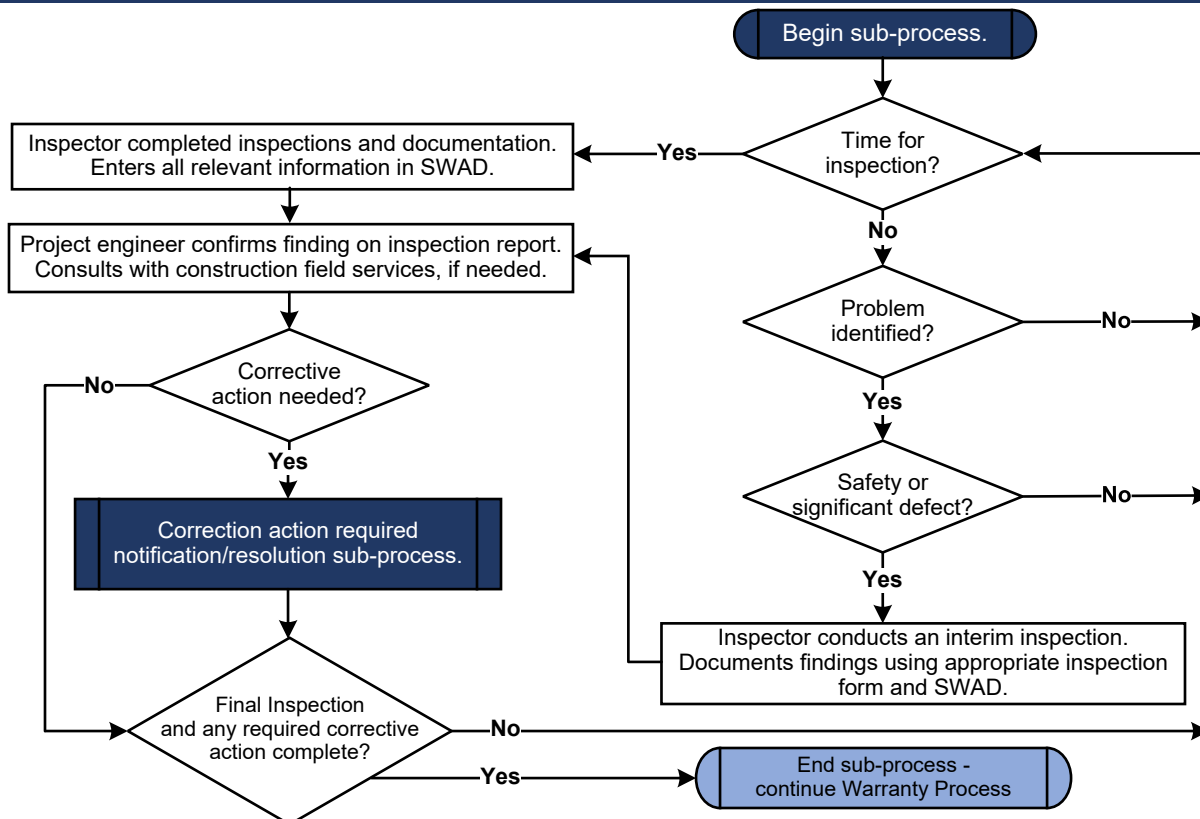 Begin sub-process.
Time for
inspection?
Yes
Inspector completed inspections and documentation.
Enters all relevant information in SWAD.
No
Project engineer confirms finding on inspection report.
Consults with construction field services, if needed.
Problem
identified?
No
Corrective
action needed?
No
Yes
Yes
Safety or
significant defect?
No
Correction action required
notification/resolution sub-process.
Yes
Inspector conducts an interim inspection.
Documents findings using appropriate inspection
form and SWAD.
Final Inspection
and any required corrective
action complete?
No
Yes
End sub-process -
continue Warranty Process